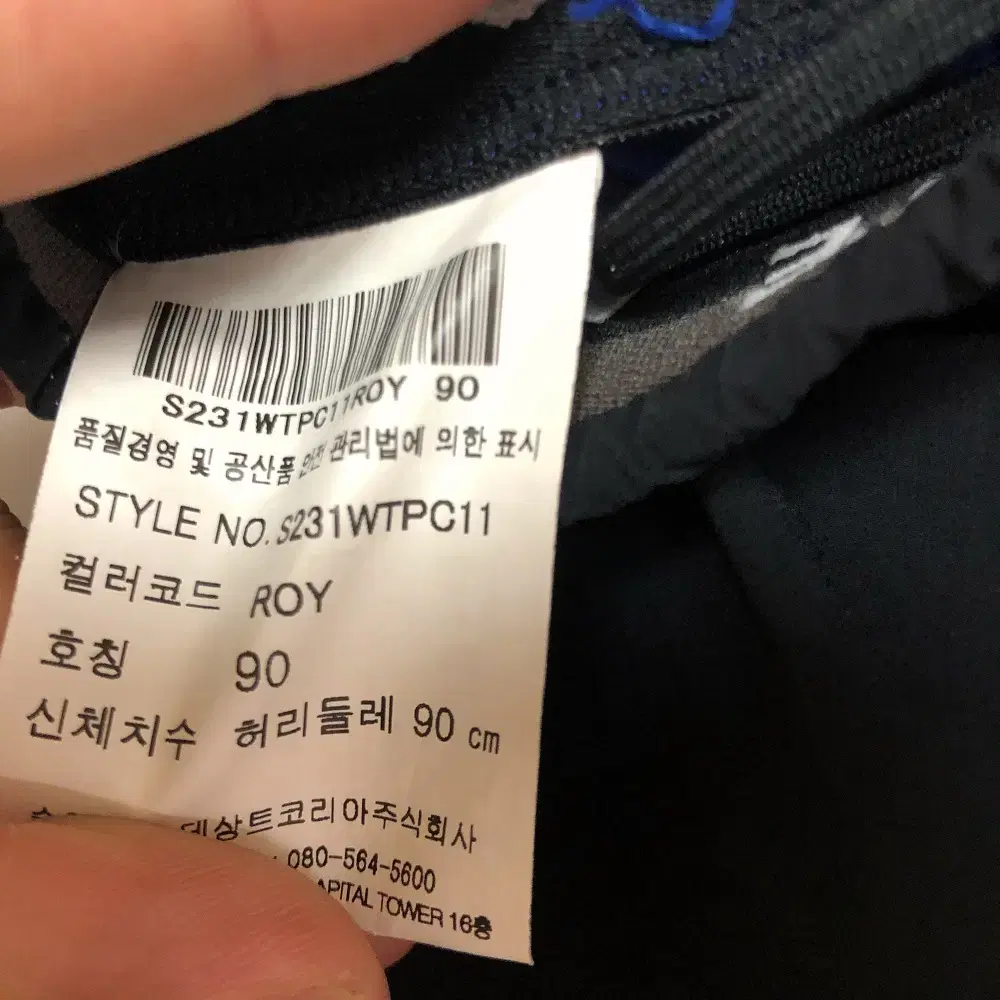 S231WTPC11ROY 90
품질경영 및 공산품 안전 관리법에 의한 표시
STYLE NO. S231WTPC11
컬러코드 ROY
호칭 90
신체치수 허리둘레 90 cm
데상트코리아주식회사
080-564-5600
TOWER 16층